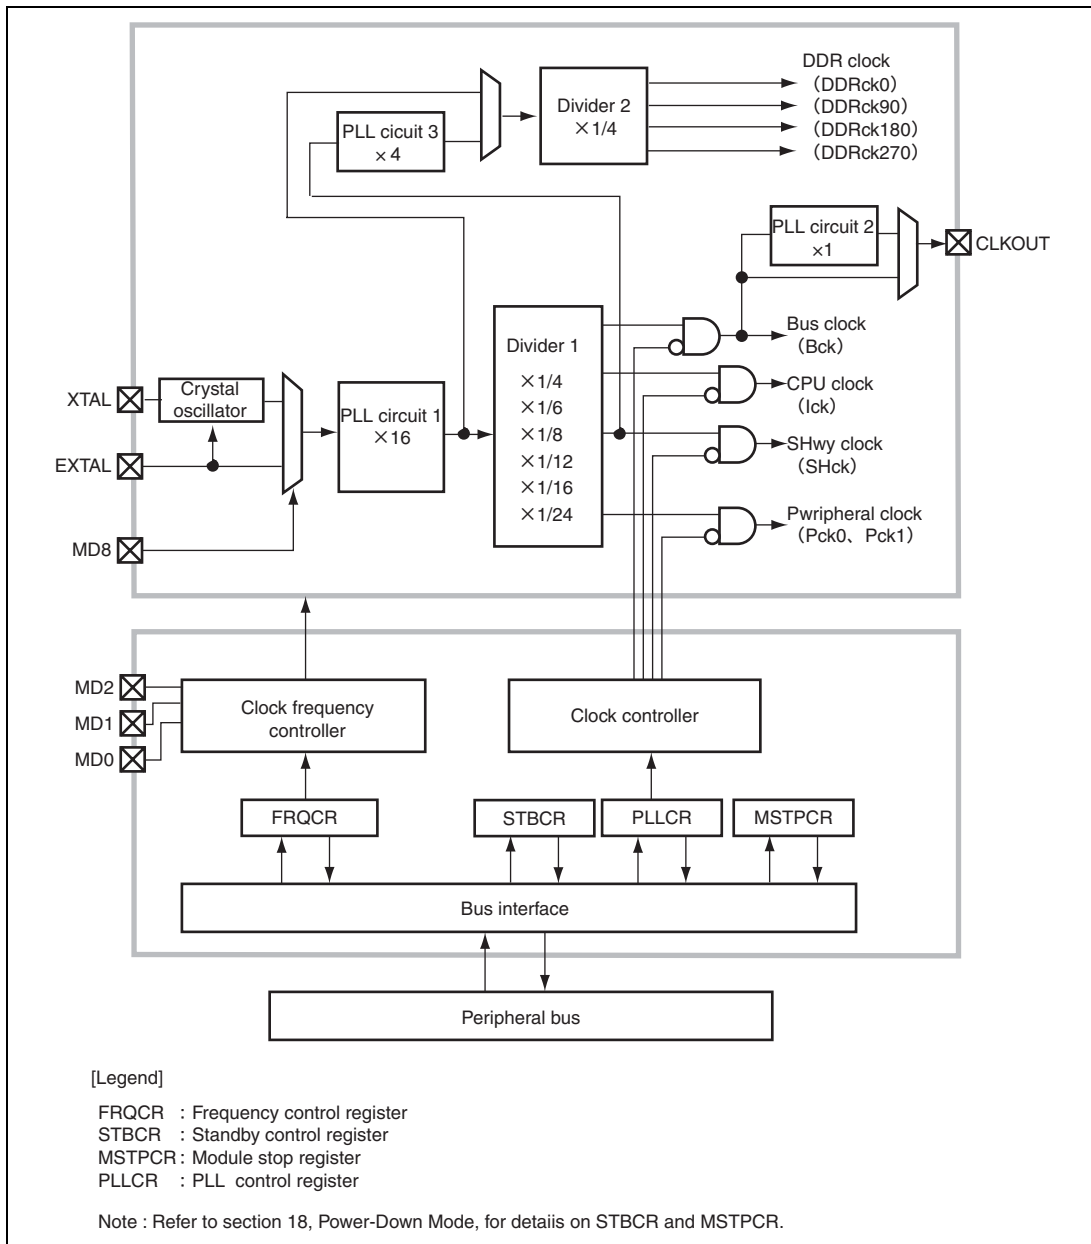 DDR clock
(DDRck0)
(DDRck90)
(DDRck180)
(DDRck270)
Divider 2
×1/4
PLL cicuit 3
×4
PLL circuit 2
×1
CLKOUT
Bus clock
(Bck)
Divider 1
×1/4
×1/6
×1/8
×1/12
×1/16
×1/24
CPU clock
(Ick)
XTAL
Crystal
oscillator
PLL circuit 1
×16
SHwy clock
(SHck)
EXTAL
Pwripheral clock
(Pck0、Pck1)
MD8
MD2
MD1
MD0
Clock frequency
controller
Clock controller
FRQCR
STBCR
PLLCR
MSTPCR
Bus interface
Peripheral bus
[Legend]
FRQCR : Frequency control register
STBCR : Standby control register
MSTPCR : Module stop register
PLLCR : PLL control register
Note : Refer to section 18, Power-Down Mode, for detaiis on STBCR and MSTPCR.